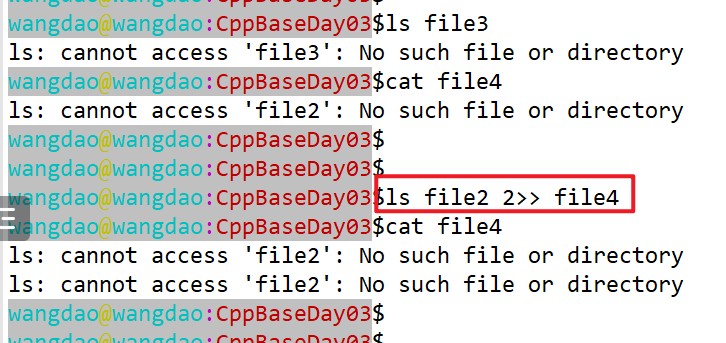 wangdao@wangdao:CppBaseDay03$ls file3
ls: cannot access 'file3': No such file or directory
wangdao@wangdao:CppBaseDay03$cat file4
ls: cannot access 'file2': No such file or directory
wangdao@wangdao:CppBaseDay03$
wangdao@wangdao:CppBaseDay03$
wangdao@wangdao:CppBaseDay03$ls file2 2>> file4
wangdao@wangdao:CppBaseDay03$cat file4
ls: cannot access 'file2': No such file or directory
ls: cannot access 'file2': No such file or directory
wangdao@wangdao:CppBaseDay03$
wangdao@wangdao:CppBaseDay03$